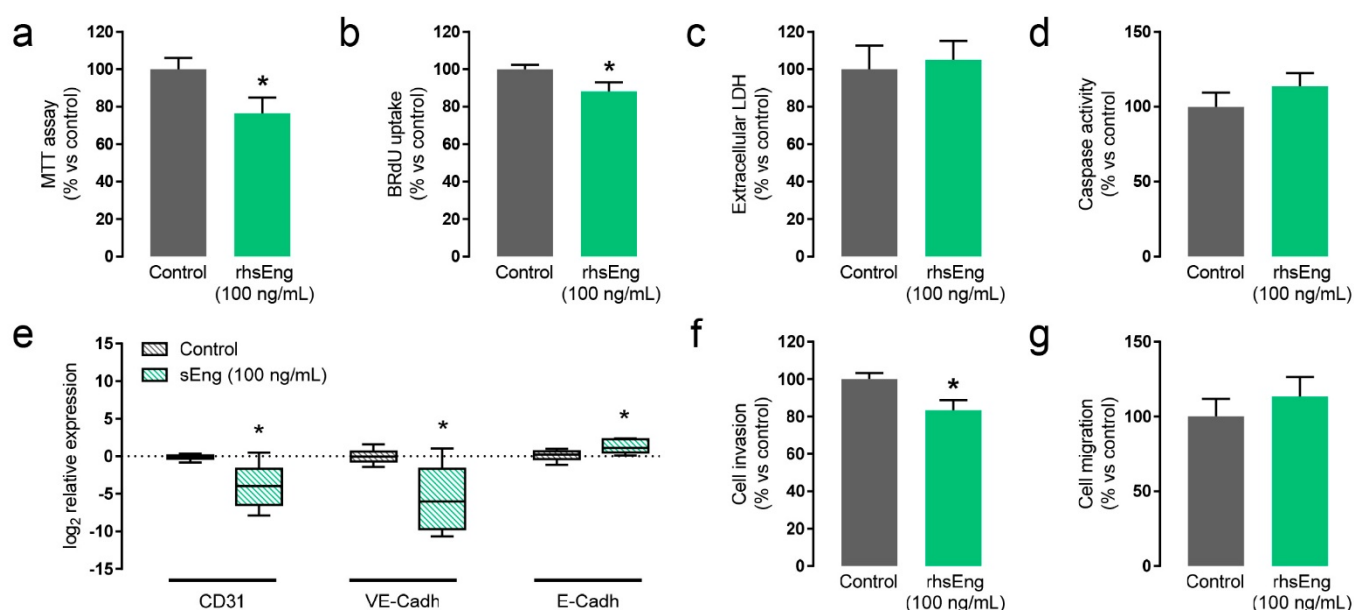 a
MTT assay
(% vs control)
120
100
80
60
40
20
0
*
Control
rhsEng
(100 ng/mL)
b
BRdU uptake
(% vs control)
120
100
80
60
40
20
0
*
Control
rhsEng
(100 ng/mL)
c
Extracellular LDH
(% vs control)
120
100
80
60
40
20
0
Control
rhsEng
(100 ng/mL)
d
Caspase activity
(% vs control
150
100
50
0
Control
rhsEng
(100 ng/mL)
e
log2 relative expression
15
10
5
0
-5
-10
-15
Control
sEng (100 ng/mL)
*
*
*
CD31
VE-Cadh
E-Cadh
f
Cell invasion
(% vs control)
120
100
80
60
40
20
0
*
Control
rhsEng
(100 ng/mL)
g
Cell migration
(% vs control)
150
100
50
0
Control
rhsEng
(100 ng/mL)